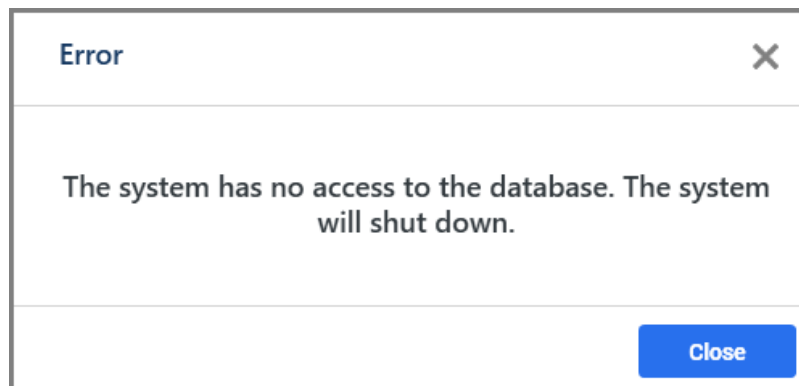 Error
The system has no access to the database. The system
will shut down.
Close